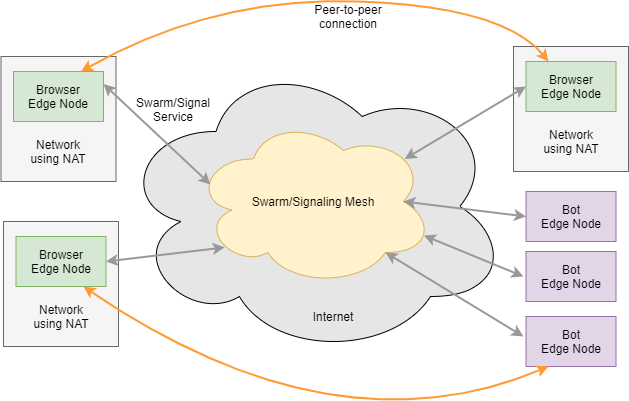 Peer-to-peer
connection
Browser
Edge Node
Network
using NAT
Swarm/Signal
Service
Browser
Edge Node
Network
using NAT
Swarm/Signaling Mesh
Bot
Edge Node
Browser
Edge Node
Network
using NAT
Bot
Edge Node
Internet
Bot
Edge Node